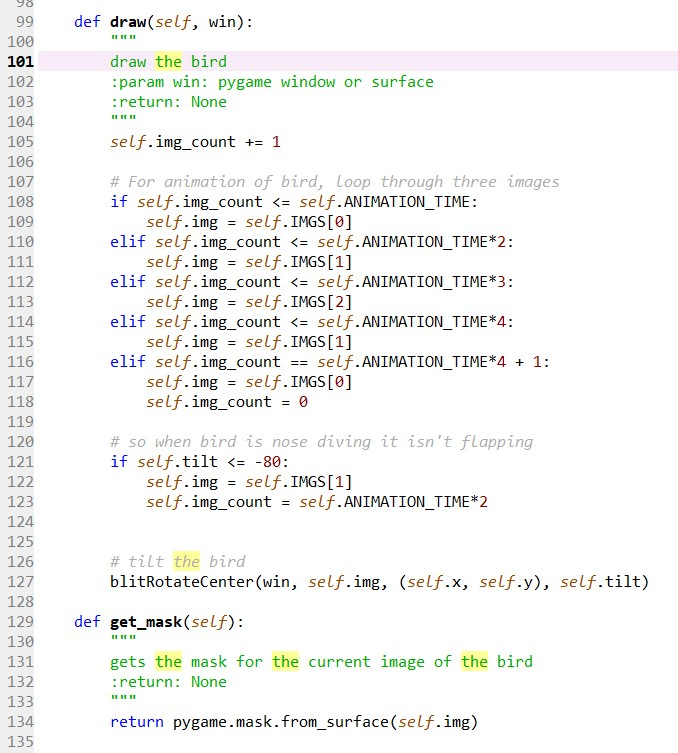 98
99 def draw(self, win):
100 """
101 draw the bird
102 :param win: pygame window or surface
103 :return: None
104 """
105 self.img_count += 1
106
107 # For animation of bird, loop through three images
108 if self.img_count <= self.ANIMATION_TIME:
109 self.img = self.IMGS[0]
110 elif self.img_count <= self.ANIMATION_TIME*2:
111 self.img = self.IMGS[1]
112 elif self.img_count <= self.ANIMATION_TIME*3:
113 self.img = self.IMGS[2]
114 elif self.img_count <= self.ANIMATION_TIME*4:
115 self.img = self.IMGS[1]
116 elif self.img_count == self.ANIMATION_TIME*4 + 1:
117 self.img = self.IMGS[0]
118 self.img_count = 0
119
120 # so when bird is nose diving it isn't flapping
121 if self.tilt <= -80:
122 self.img = self.IMGS[1]
123 self.img_count = self.ANIMATION_TIME*2
124
125
126 # tilt the bird
127 blitRotateCenter(win, self.img, (self.x, self.y), self.tilt)
128
129 def get_mask(self):
130 """
131 gets the mask for the current image of the bird
132 :return: None
133 """
134 return pygame.mask.from_surface(self.img)
135